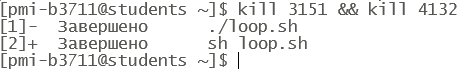 [pmi-b3711@students ~]$ kill 3151 && kill 4132
[1]-  Завершено      ./loop.sh
[2]+  Завершено      sh loop.sh
[pmi-b3711@students ~]$